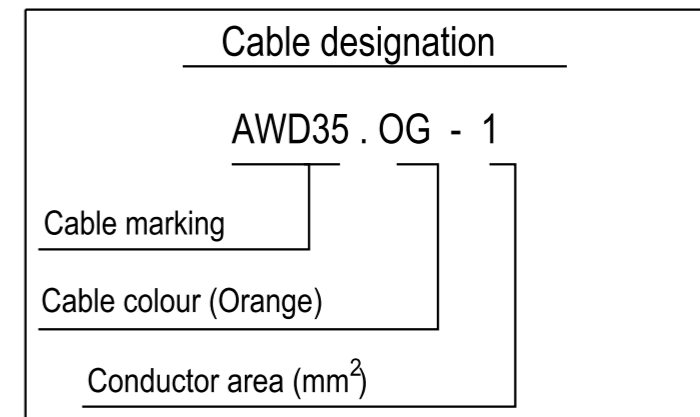 Cable designation
AWD35 . OG - 1
Cable marking
Cable colour (Orange)
Conductor area (mm²)